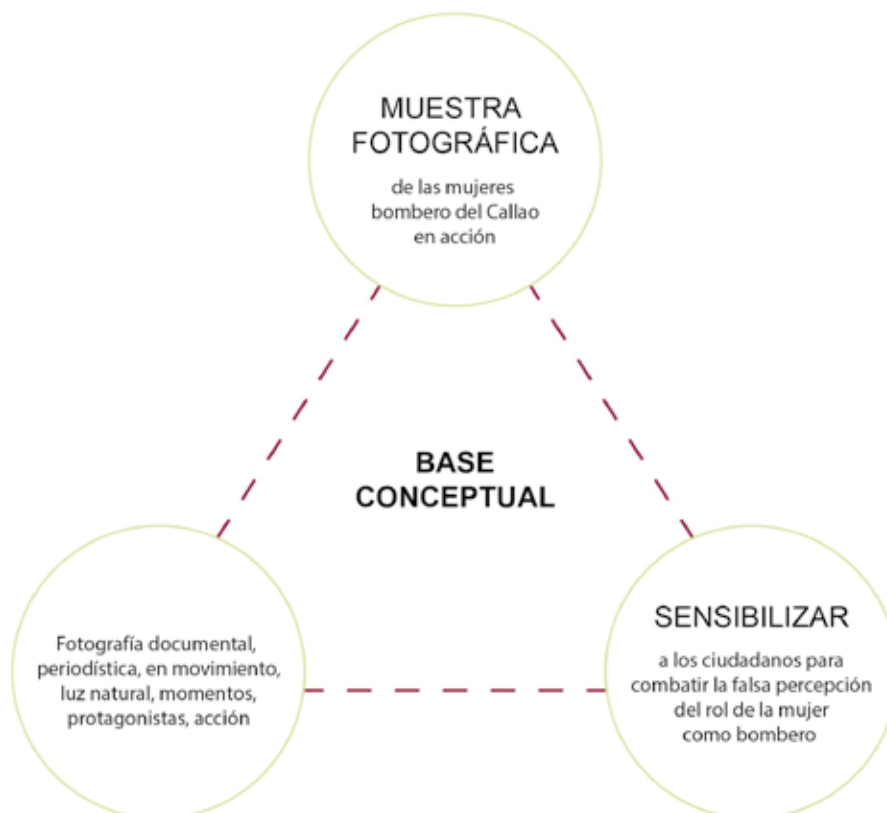 MUESTRA
FOTOGRÁFICA
de las mujeres
bombero del Callao
en acción
BASE
CONCEPTUAL
Fotografía documental,
periodística, en movimiento,
luz natural, momentos,
protagonistas, acción
SENSIBILIZAR
a los ciudadanos para
combatir la falsa percepción
del rol de la mujer
como bombero